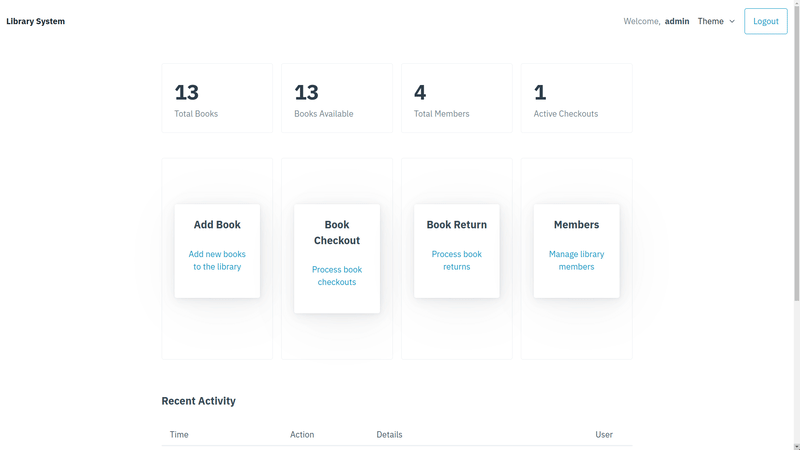 Library System
Welcome, admin Theme Logout
13 13 4 1
Total Books Books Available Total Members Active Checkouts
Add Book
Add new books
to the library
Book
Checkout
Process book
checkouts
Book Return
Process book
returns
Members
Manage library
members
Recent Activity
Time Action Details User